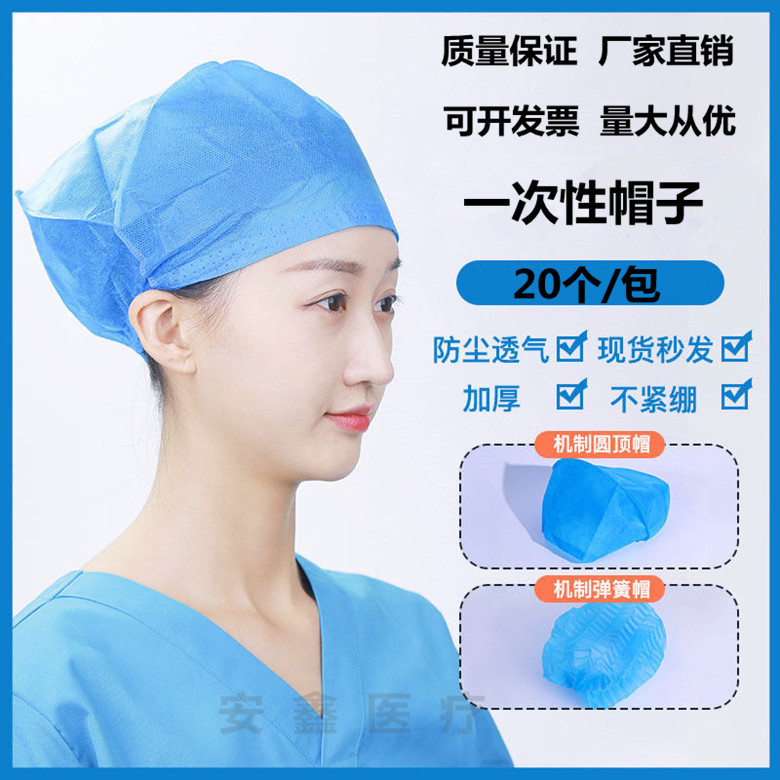 质量保证 厂家直销
可开发票 量大从优
一次性帽子
20个/包
防尘透气 现货秒发
加厚 不紧绷
机制圆顶帽
机制弹簧帽
安鑫医疗